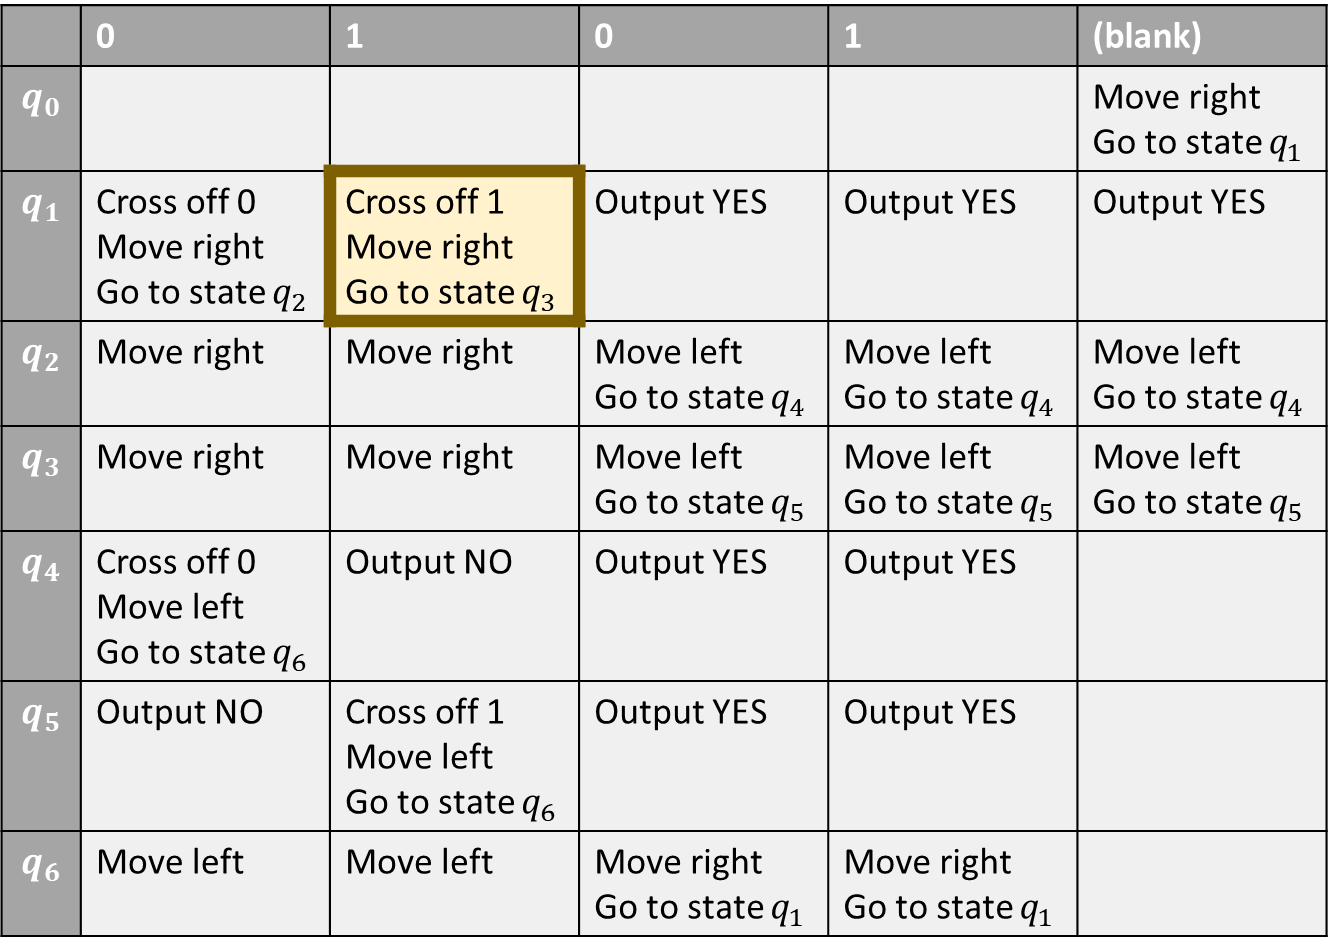 0 1 0 1 (blank)
q0 Move right
Go to state q1
q1 Cross off 0 Cross off 1 Output YES Output YES Output YES
Move right Move right
Go to state q2 Go to state q3
q2 Move right Move right Move left Move left Move left
Go to state q4 Go to state q4 Go to state q4
q3 Move right Move right Move left Move left Move left
Go to state q5 Go to state q5 Go to state q5
q4 Cross off 0 Output NO Output YES Output YES
Move left
Go to state q6
q5 Output NO Cross off 1 Output YES Output YES
Move left
Go to state q6
q6 Move left Move left Move right Move right
Go to state q1 Go to state q1